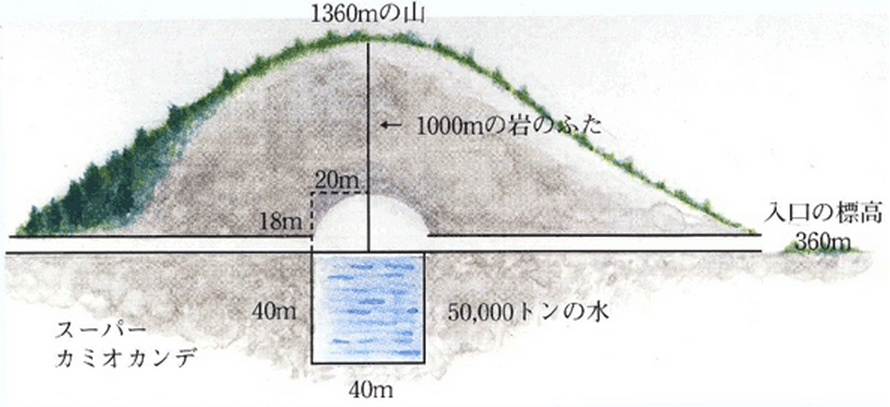 1360mの山
1000mの岩のふた
20m
18m
入口の標高
360m
40m
50,000トンの水
スーパー
カミオカンデ
40m